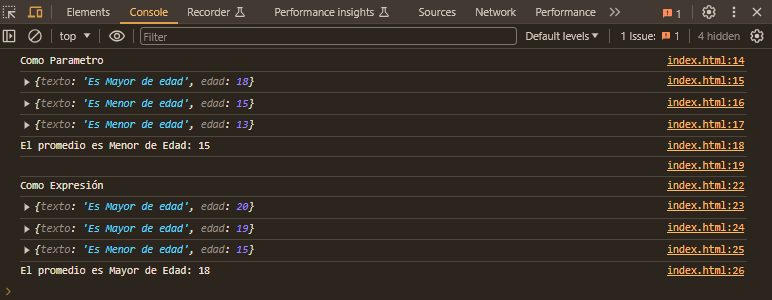 Elements Console Recorder Performance insights Sources Network Performance >> 1
top Filter Default levels 1 Issue: 1 4 hidden
Como Parametro index.html:14
{texto: 'Es Mayor de edad', edad: 18} index.html:15
{texto: 'Es Menor de edad', edad: 15} index.html:16
{texto: 'Es Menor de edad', edad: 13} index.html:17
El promedio es Menor de Edad: 15 index.html:18
index.html:19
Como Expresión index.html:22
{texto: 'Es Mayor de edad', edad: 20} index.html:23
{texto: 'Es Mayor de edad', edad: 19} index.html:24
{texto: 'Es Menor de edad', edad: 15} index.html:25
El promedio es Mayor de Edad: 18 index.html:26
>